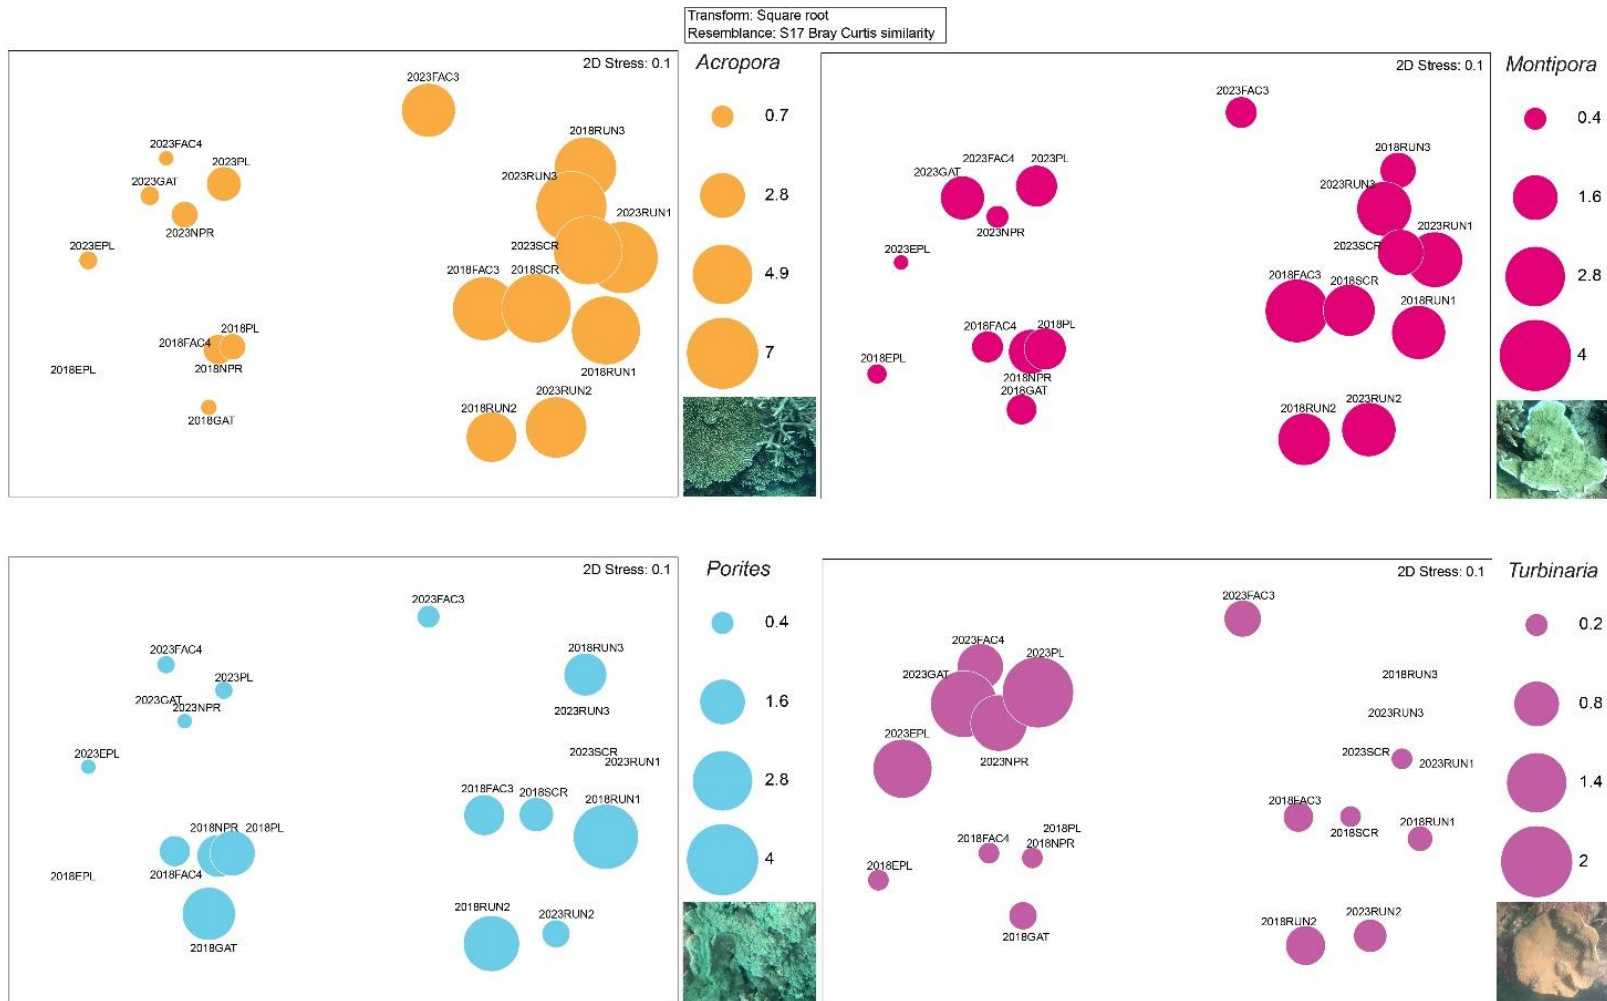 Transform: Square root
Resemblance: S17 Bray Curtis similarity
2D Stress: 0.1
Acropora
2023FAC3
0.7
2018RUN3
2023FAC4
2023PL
2023GAT
2023RUN3
2.8
2023RUN1
2023NPR
2023EPL
2023SCR
2018FAC3
2018SCR
4.9
2018PL
2018FAC4
2018EPL
2018NPR
2018RUN1
7
2023RUN2
2018RUN2
2018GAT
2D Stress: 0.1
Montipora
2023FAC3
0.4
2018RUN3
2023FAC4
2023PL
2023GAT
2023RUN3
1.6
2023RUN1
2023NPR
2023EPL
2023SCR
2018FAC3
2018SCR
2.8
2018RUN1
2018FAC4
2018PL
2018EPL
2018NPR
4
2018GAT
2018RUN2
2023RUN2
2D Stress: 0.1
Porites
2023FAC3
0.4
2018RUN3
2023FAC4
2023PL
2023GAT
2023NPR
2023RUN3
1.6
2023EPL
2023SCR
2023RUN1
2018FAC3
2018SCR
2018RUN1
2.8
2018NPR
2018PL
2018EPL
2018FAC4
4
2018RUN2
2023RUN2
2018GAT
2D Stress: 0.1
Turbinaria
2023FAC3
0.2
2023FAC4
2023PL
2018RUN3
2023GAT
2023RUN3
0.8
2023EPL
2023NPR
2023SCR
2023RUN1
2018FAC3
2018SCR
2018RUN1
1.4
2018PL
2018FAC4
2018NPR
2018EPL
2
2018GAT
2018RUN2
2023RUN2